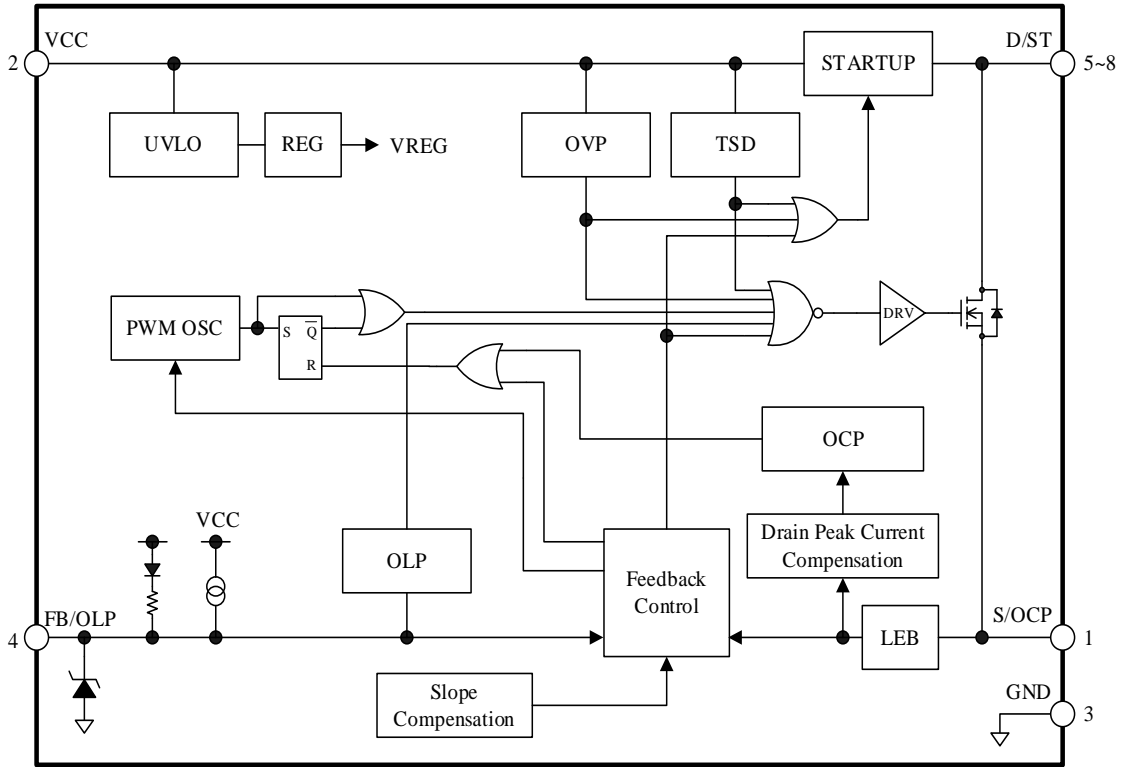 VCC
D/ST
2
STARTUP
5~8
UVLO
REG
VREG
OVP
TSD
PWM OSC
S
Q̅
R
DRV
OCP
VCC
OLP
Feedback
Control
Drain Peak Current
Compensation
FB/OLP
4
LEB
S/OCP
1
Slope
Compensation
GND
3